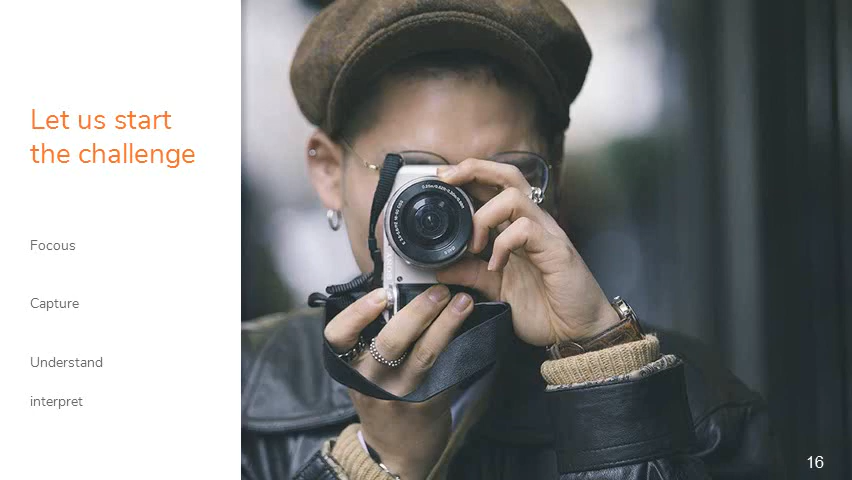 Let us start
the challenge
Focous
Capture
Understand
interpret
16